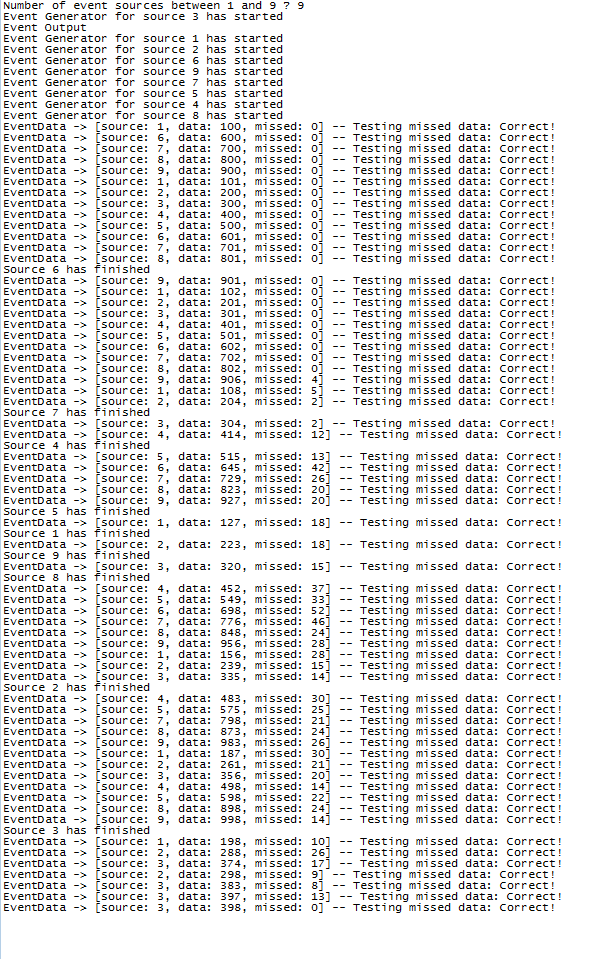 Number of event sources between 1 and 9 ? 9
Event Generator for source 3 has started
Event Output
Event Generator for source 1 has started
Event Generator for source 2 has started
Event Generator for source 6 has started
Event Generator for source 9 has started
Event Generator for source 7 has started
Event Generator for source 5 has started
Event Generator for source 4 has started
Event Generator for source 8 has started
EventData -> [source: 1, data: 100, missed: 0] -- Testing missed data: Correct!
EventData -> [source: 6, data: 600, missed: 0] -- Testing missed data: Correct!
EventData -> [source: 7, data: 700, missed: 0] -- Testing missed data: Correct!
EventData -> [source: 8, data: 800, missed: 0] -- Testing missed data: Correct!
EventData -> [source: 9, data: 900, missed: 0] -- Testing missed data: Correct!
EventData -> [source: 1, data: 101, missed: 0] -- Testing missed data: Correct!
EventData -> [source: 2, data: 200, missed: 0] -- Testing missed data: Correct!
EventData -> [source: 3, data: 300, missed: 0] -- Testing missed data: Correct!
EventData -> [source: 4, data: 400, missed: 0] -- Testing missed data: Correct!
EventData -> [source: 5, data: 500, missed: 0] -- Testing missed data: Correct!
EventData -> [source: 6, data: 601, missed: 0] -- Testing missed data: Correct!
EventData -> [source: 7, data: 701, missed: 0] -- Testing missed data: Correct!
EventData -> [source: 8, data: 801, missed: 0] -- Testing missed data: Correct!
Source 6 has finished
EventData -> [source: 9, data: 901, missed: 0] -- Testing missed data: Correct!
EventData -> [source: 1, data: 102, missed: 0] -- Testing missed data: Correct!
EventData -> [source: 2, data: 201, missed: 0] -- Testing missed data: Correct!
EventData -> [source: 3, data: 301, missed: 0] -- Testing missed data: Correct!
EventData -> [source: 4, data: 401, missed: 0] -- Testing missed data: Correct!
EventData -> [source: 5, data: 501, missed: 0] -- Testing missed data: Correct!
EventData -> [source: 6, data: 602, missed: 0] -- Testing missed data: Correct!
EventData -> [source: 7, data: 702, missed: 0] -- Testing missed data: Correct!
EventData -> [source: 8, data: 802, missed: 0] -- Testing missed data: Correct!
EventData -> [source: 9, data: 906, missed: 4] -- Testing missed data: Correct!
EventData -> [source: 1, data: 108, missed: 5] -- Testing missed data: Correct!
EventData -> [source: 2, data: 204, missed: 2] -- Testing missed data: Correct!
Source 7 has finished
EventData -> [source: 3, data: 304, missed: 2] -- Testing missed data: Correct!
EventData -> [source: 4, data: 414, missed: 12] -- Testing missed data: Correct!
Source 4 has finished
EventData -> [source: 5, data: 515, missed: 13] -- Testing missed data: Correct!
EventData -> [source: 6, data: 645, missed: 42] -- Testing missed data: Correct!
EventData -> [source: 7, data: 729, missed: 26] -- Testing missed data: Correct!
EventData -> [source: 8, data: 823, missed: 20] -- Testing missed data: Correct!
EventData -> [source: 9, data: 927, missed: 20] -- Testing missed data: Correct!
Source 5 has finished
EventData -> [source: 1, data: 127, missed: 18] -- Testing missed data: Correct!
Source 1 has finished
EventData -> [source: 2, data: 223, missed: 18] -- Testing missed data: Correct!
Source 9 has finished
EventData -> [source: 3, data: 320, missed: 15] -- Testing missed data: Correct!
Source 8 has finished
EventData -> [source: 4, data: 452, missed: 37] -- Testing missed data: Correct!
EventData -> [source: 5, data: 549, missed: 33] -- Testing missed data: Correct!
EventData -> [source: 6, data: 698, missed: 52] -- Testing missed data: Correct!
EventData -> [source: 7, data: 776, missed: 46] -- Testing missed data: Correct!
EventData -> [source: 8, data: 848, missed: 24] -- Testing missed data: Correct!
EventData -> [source: 9, data: 956, missed: 28] -- Testing missed data: Correct!
EventData -> [source: 1, data: 156, missed: 28] -- Testing missed data: Correct!
EventData -> [source: 2, data: 239, missed: 15] -- Testing missed data: Correct!
EventData -> [source: 3, data: 335, missed: 14] -- Testing missed data: Correct!
Source 2 has finished
EventData -> [source: 4, data: 483, missed: 30] -- Testing missed data: Correct!
EventData -> [source: 5, data: 575, missed: 25] -- Testing missed data: Correct!
EventData -> [source: 7, data: 798, missed: 21] -- Testing missed data: Correct!
EventData -> [source: 8, data: 873, missed: 24] -- Testing missed data: Correct!
EventData -> [source: 9, data: 983, missed: 26] -- Testing missed data: Correct!
EventData -> [source: 1, data: 187, missed: 30] -- Testing missed data: Correct!
EventData -> [source: 2, data: 261, missed: 21] -- Testing missed data: Correct!
EventData -> [source: 3, data: 356, missed: 20] -- Testing missed data: Correct!
EventData -> [source: 4, data: 498, missed: 14] -- Testing missed data: Correct!
EventData -> [source: 5, data: 598, missed: 22] -- Testing missed data: Correct!
EventData -> [source: 8, data: 898, missed: 24] -- Testing missed data: Correct!
EventData -> [source: 9, data: 998, missed: 14] -- Testing missed data: Correct!
Source 3 has finished
EventData -> [source: 1, data: 198, missed: 10] -- Testing missed data: Correct!
EventData -> [source: 2, data: 288, missed: 26] -- Testing missed data: Correct!
EventData -> [source: 3, data: 374, missed: 17] -- Testing missed data: Correct!
EventData -> [source: 2, data: 298, missed: 9] -- Testing missed data: Correct!
EventData -> [source: 3, data: 383, missed: 8] -- Testing missed data: Correct!
EventData -> [source: 3, data: 397, missed: 13] -- Testing missed data: Correct!
EventData -> [source: 3, data: 398, missed: 0] -- Testing missed data: Correct!